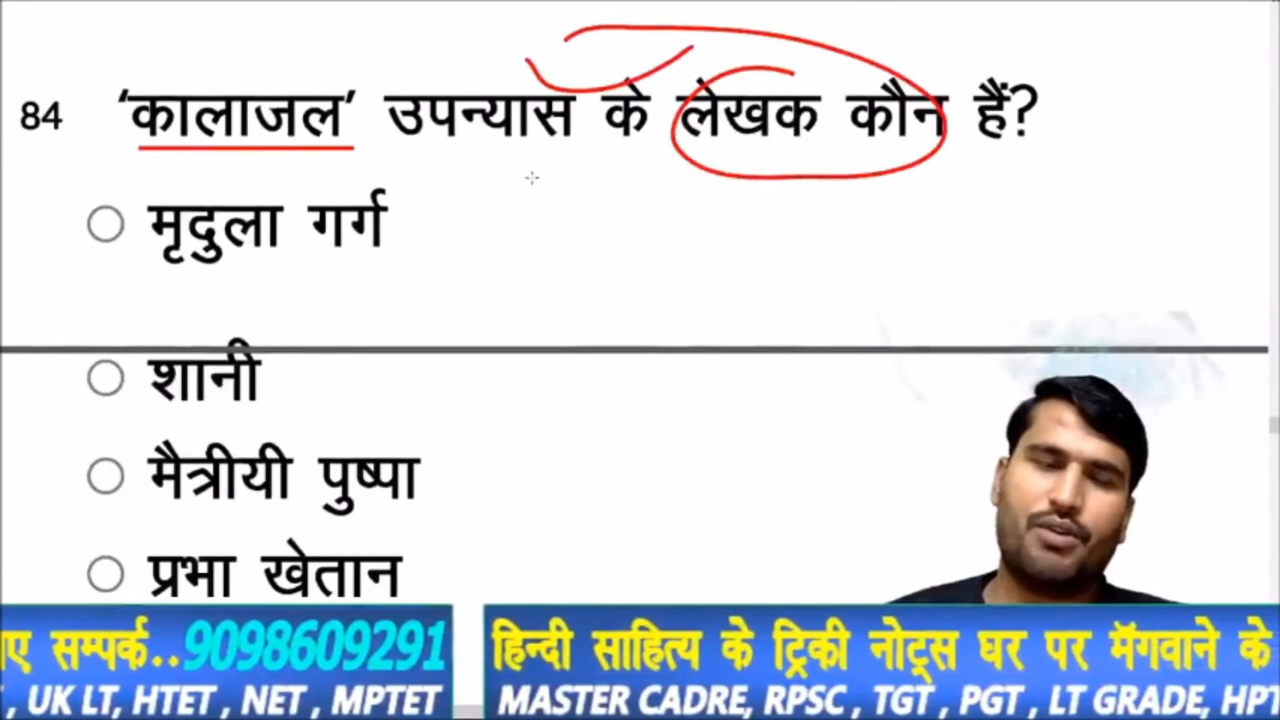 84 ‘कालाजल’ उपन्यास के लेखक कौन हैं?
मृदुला गर्ग
शानी
मैत्रीयी पुष्पा
प्रभा खेतान
ए सम्पर्क..9098609291 हिन्दी साहित्य के ट्रिकी नोट्स घर पर मॅगवाने के
, UK LT, HTET , NET , MPTET MASTER CADRE, RPSC , TGT , PGT , LT GRADE, HPT